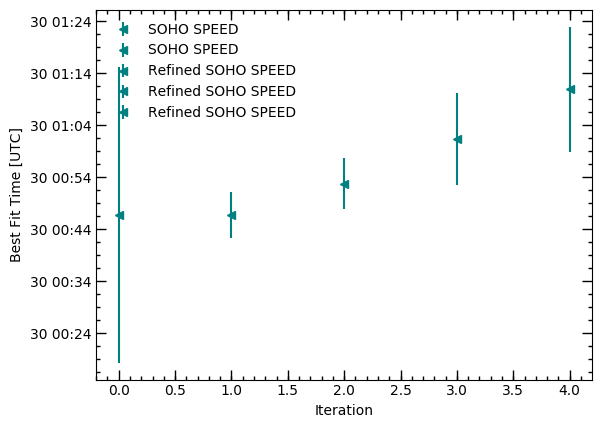 SOHO SPEED
SOHO SPEED
Refined SOHO SPEED
Refined SOHO SPEED
Refined SOHO SPEED
30 01:24
30 01:14
30 01:04
30 00:54
30 00:44
30 00:34
30 00:24
Best Fit Time [UTC]
0.0 0.5 1.0 1.5 2.0 2.5 3.0 3.5 4.0
Iteration